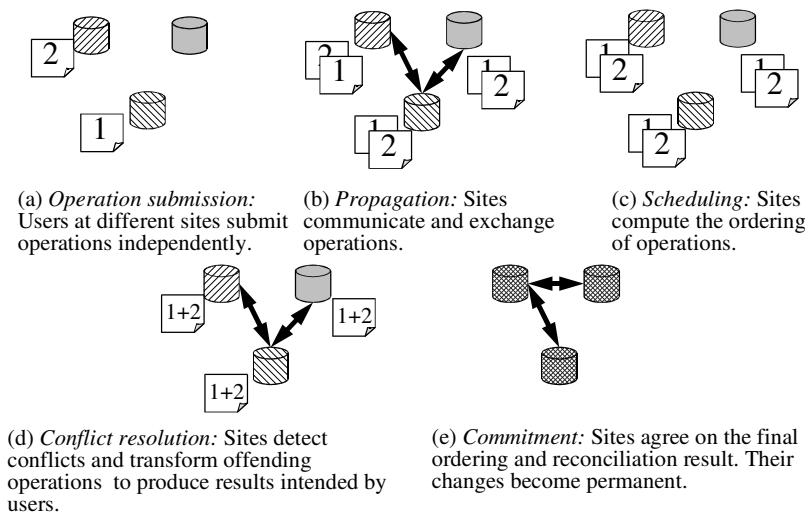 2
1
2
1
1
2
1
2
1
2
1
2
1
2
(a) Operation submission:
Users at different sites submit
operations independently.
(b) Propagation: Sites
communicate and exchange
operations.
(c) Scheduling: Sites
compute the ordering
of operations.
1+2
1+2
1+2
(d) Conflict resolution: Sites detect
conflicts and transform offending
operations to produce results intended by
users.
(e) Commitment: Sites agree on the final
ordering and reconciliation result. Their
changes become permanent.